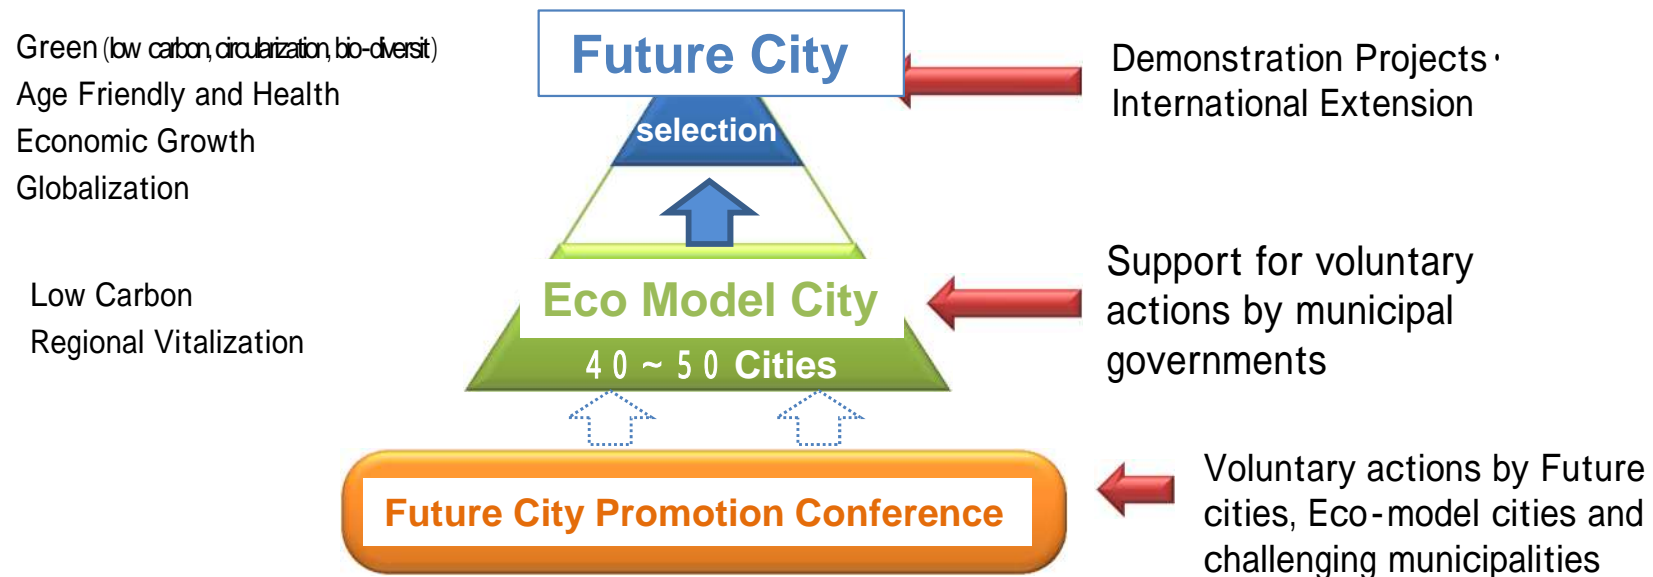 Green (low carbon, circularization, bio-diversit)
Age Friendly and Health
Economic Growth
Globalization
Future City
selection
Demonstration Projects・
International Extension
Low Carbon
Regional Vitalization
Eco Model City
４０～５０ Cities
Support for voluntary
actions by municipal
governments
Future City Promotion Conference
Voluntary actions by Future
cities, Eco-model cities and
challenging municipalities